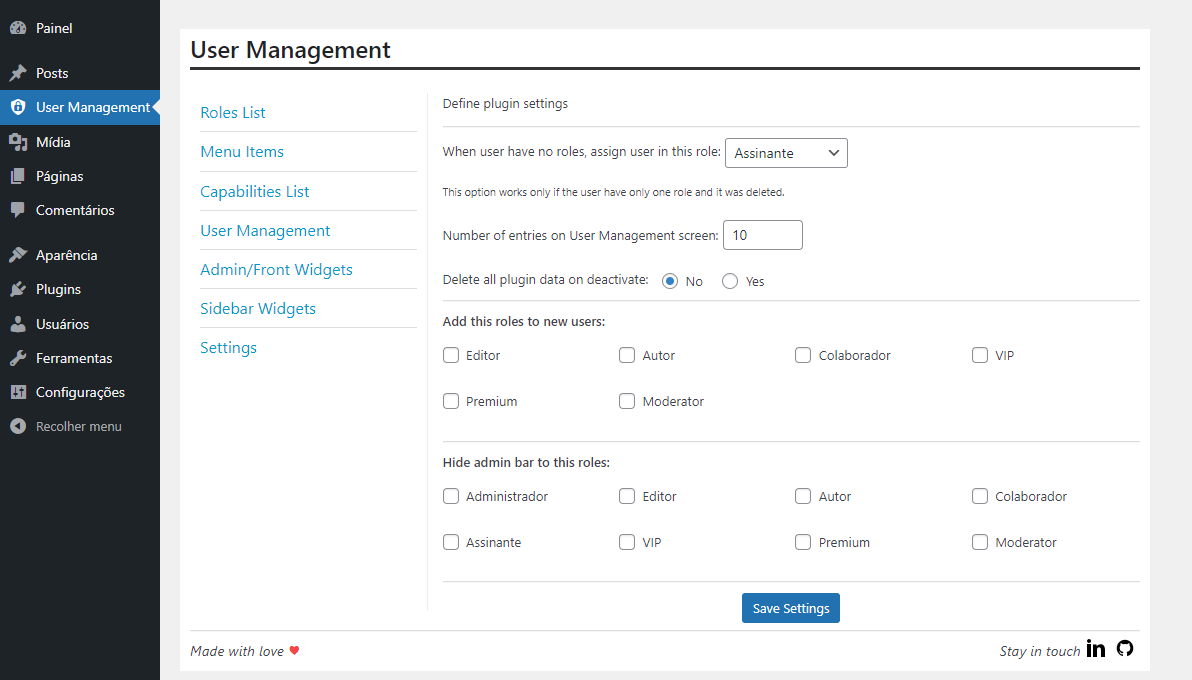 Painel
Posts
User Management
Mídia
Páginas
Comentários
Aparência
Plugins
Usuários
Ferramentas
Configurações
Recolher menu
User Management
Roles List
Menu Items
Capabilities List
User Management
Admin/Front Widgets
Sidebar Widgets
Settings
Define plugin settings
When user have no roles, assign user in this role: Assinante
This option works only if the user have only one role and it was deleted.
Number of entries on User Management screen: 10
Delete all plugin data on deactivate: No Yes
Add this roles to new users:
Editor Autor Colaborador VIP
Premium Moderator
Hide admin bar to this roles:
Administrador Editor Autor Colaborador
Assinante VIP Premium Moderator
Save Settings
Made with love
Stay in touch in